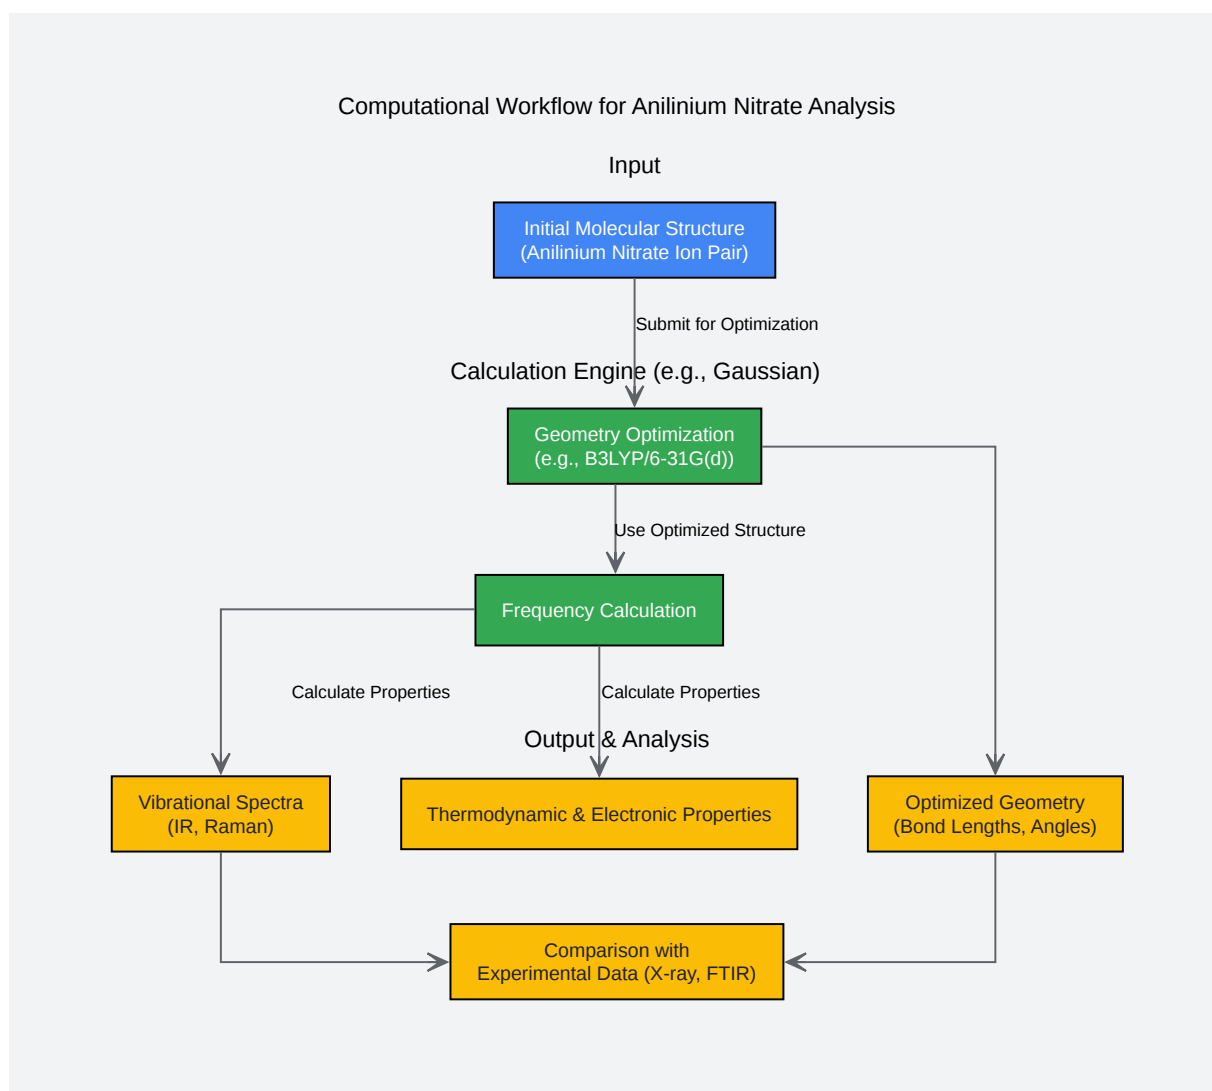 Computational Workflow for Anilinium Nitrate Analysis
Input
Initial Molecular Structure
(Anilinium Nitrate Ion Pair)
Submit for Optimization
Calculation Engine (e.g., Gaussian)
Geometry Optimization
(e.g., B3LYP/6-31G(d))
Use Optimized Structure
Frequency Calculation
Calculate Properties
Calculate Properties
Output & Analysis
Vibrational Spectra
(IR, Raman)
Thermodynamic & Electronic Properties
Optimized Geometry
(Bond Lengths, Angles)
Comparison with
Experimental Data (X-ray, FTIR)